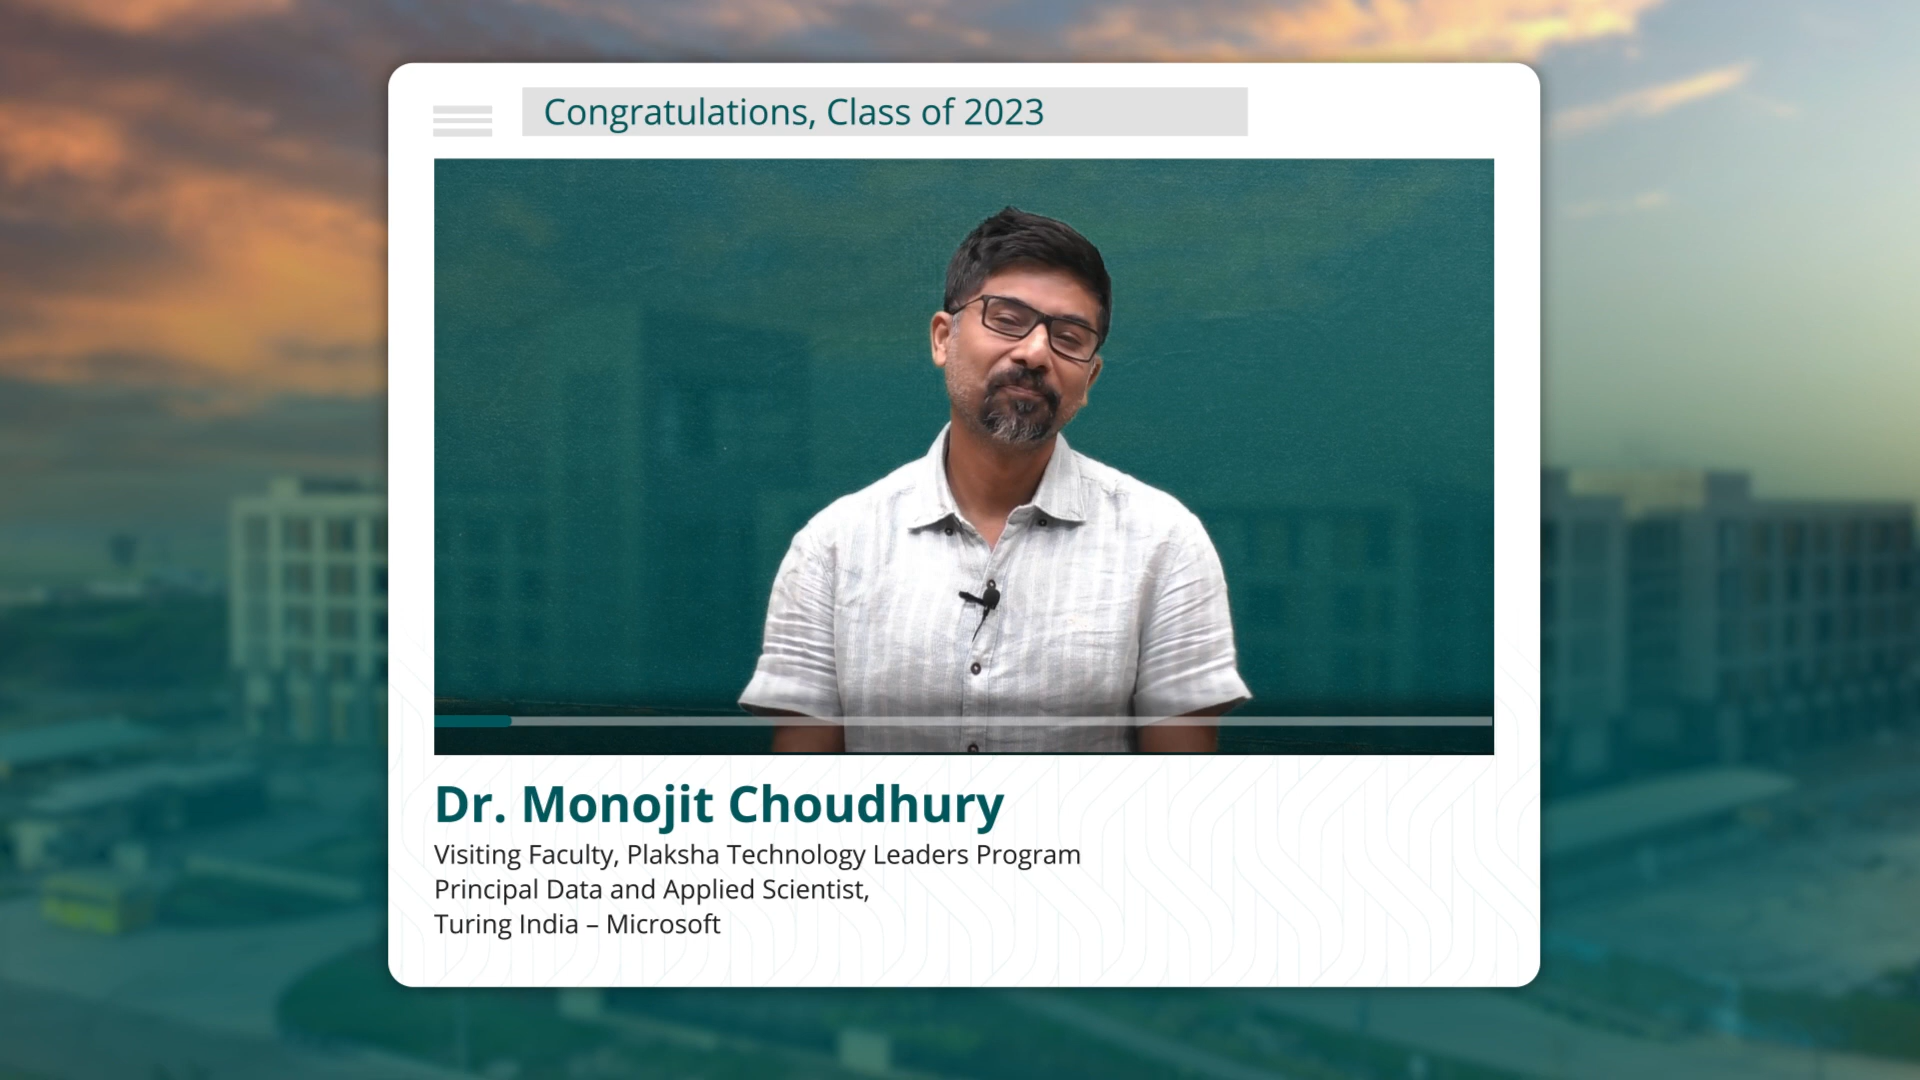 Congratulations, Class of 2023
Dr. Monojit Choudhury
Visiting Faculty, Plaksha Technology Leaders Program
Principal Data and Applied Scientist,
Turing India – Microsoft